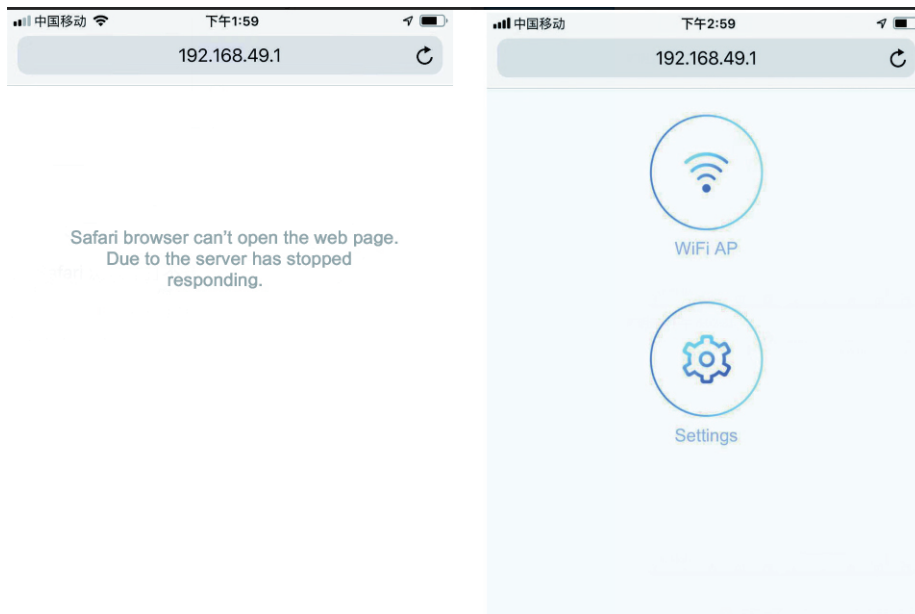 中国移动
下午1:59
192.168.49.1
Safari browser can't open the web page.
Due to the server has stopped
responding.
中国移动
下午2:59
192.168.49.1
WiFi AP
Settings